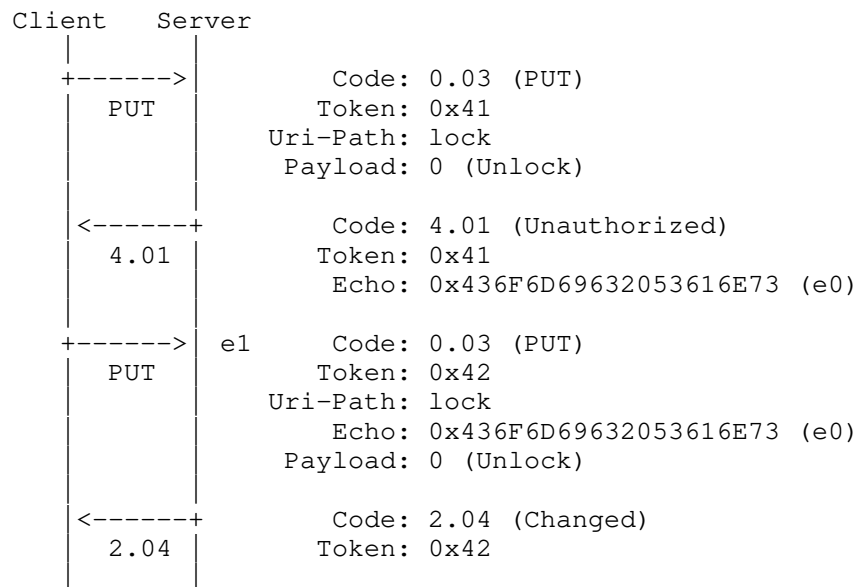 Client Server
+------> Code: 0.03 (PUT)
PUT Token: 0x41
Uri-Path: lock
Payload: 0 (Unlock)
<------+ Code: 4.01 (Unauthorized)
4.01 Token: 0x41
Echo: 0x436F6D69632053616E73 (e0)
+------> e1 Code: 0.03 (PUT)
PUT Token: 0x42
Uri-Path: lock
Echo: 0x436F6D69632053616E73 (e0)
Payload: 0 (Unlock)
<------+ Code: 2.04 (Changed)
2.04 Token: 0x42